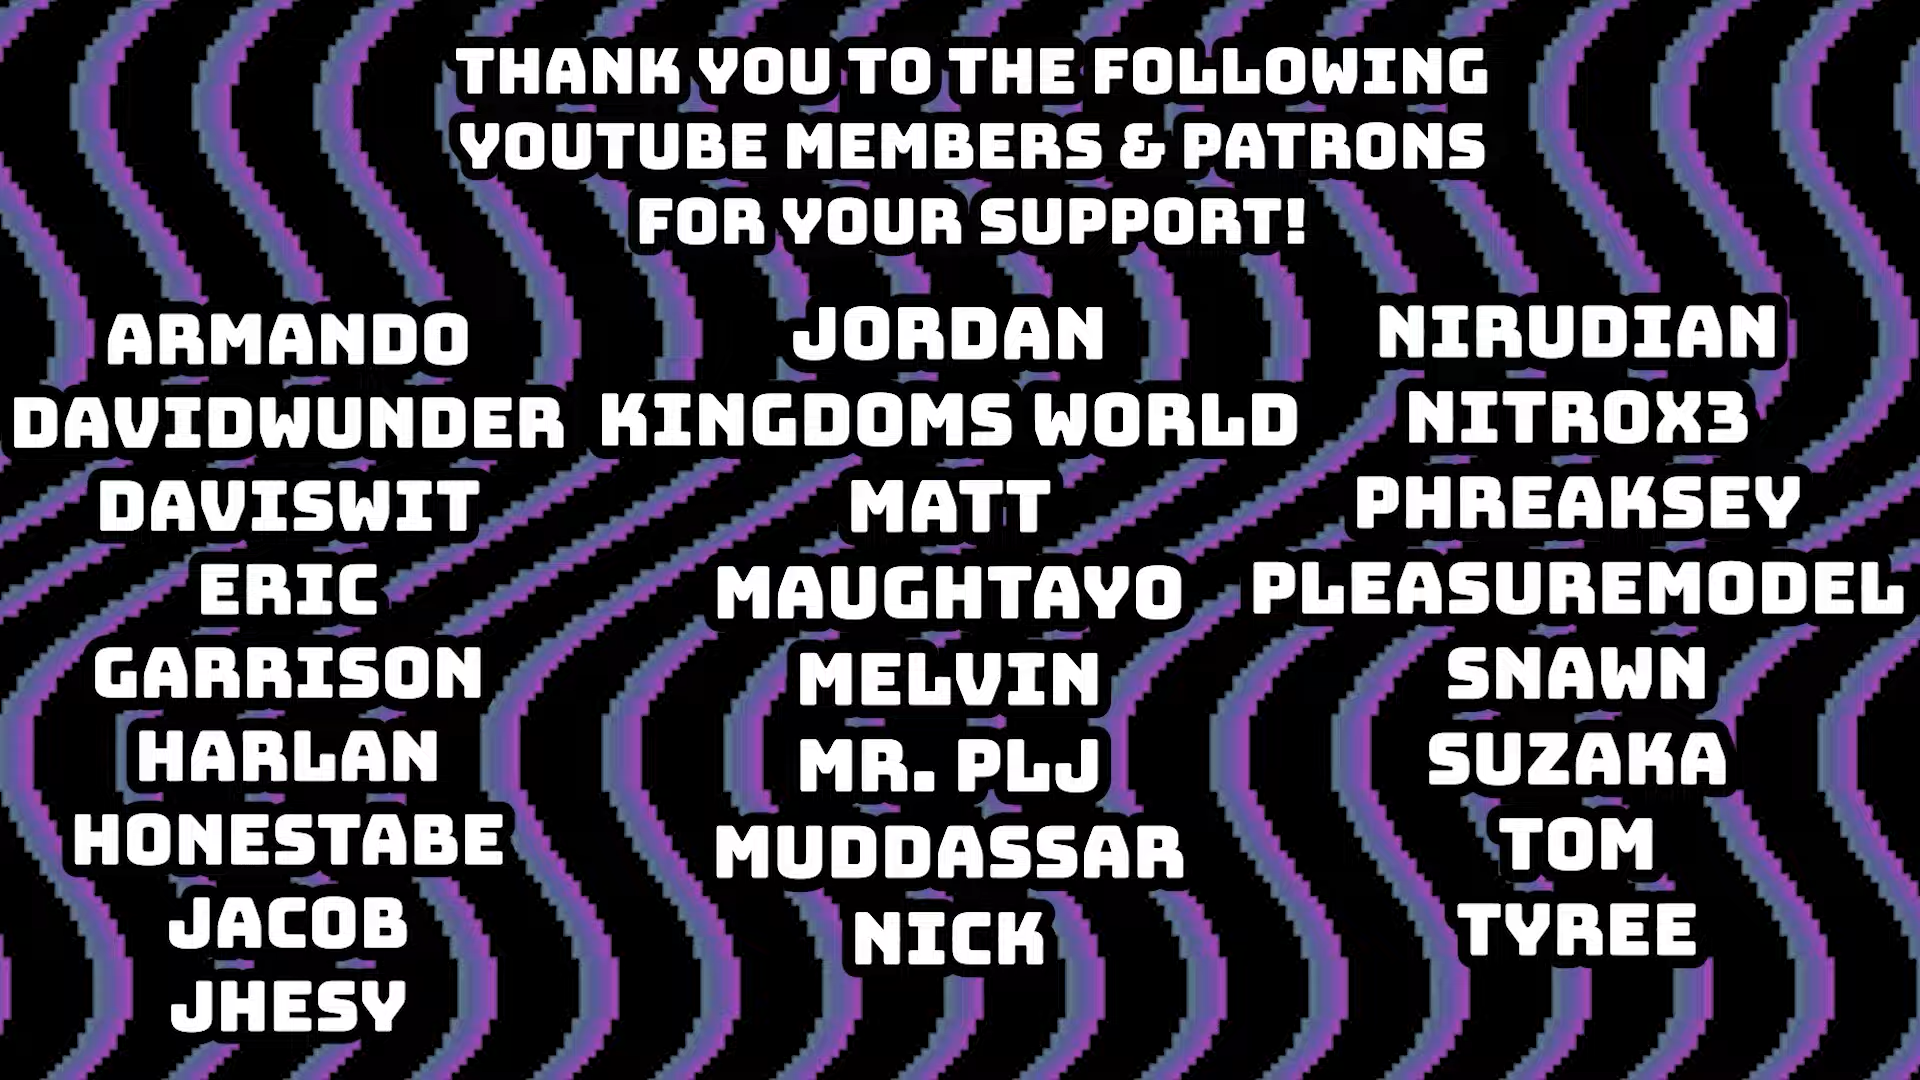 THANK YOU TO THE FOLLOWING
YOUTUBE MEMBERS & PATRONS
FOR YOUR SUPPORT!
ARMANDO
DAVIDWUNDER
DAVISWIT
ERIC
GARRISON
HARLAN
HONESTABE
JACOB
JHESY
JORDAN
KINGDOMS WORLD
MATT
MAUGHTAYO
MELVIN
MR. PLJ
MUDDASSAR
NICK
NIRUDIAN
NITROX3
PHREAKSEY
PLEASUREMODEL
SNAWN
SUZAKA
TOM
TYREE